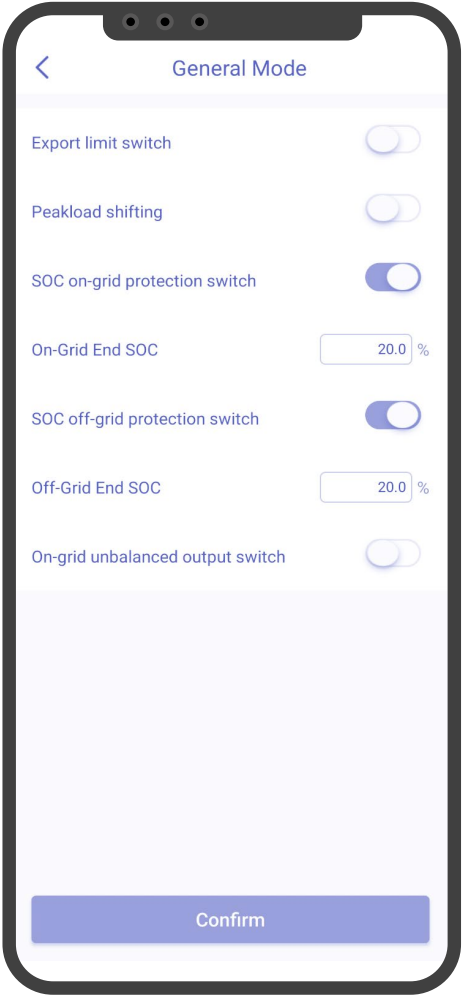 General Mode
Export limit switch
Peakload shifting
SOC on-grid protection switch
On-Grid End SOC 20.0 %
SOC off-grid protection switch
Off-Grid End SOC 20.0 %
On-grid unbalanced output switch
Confirm